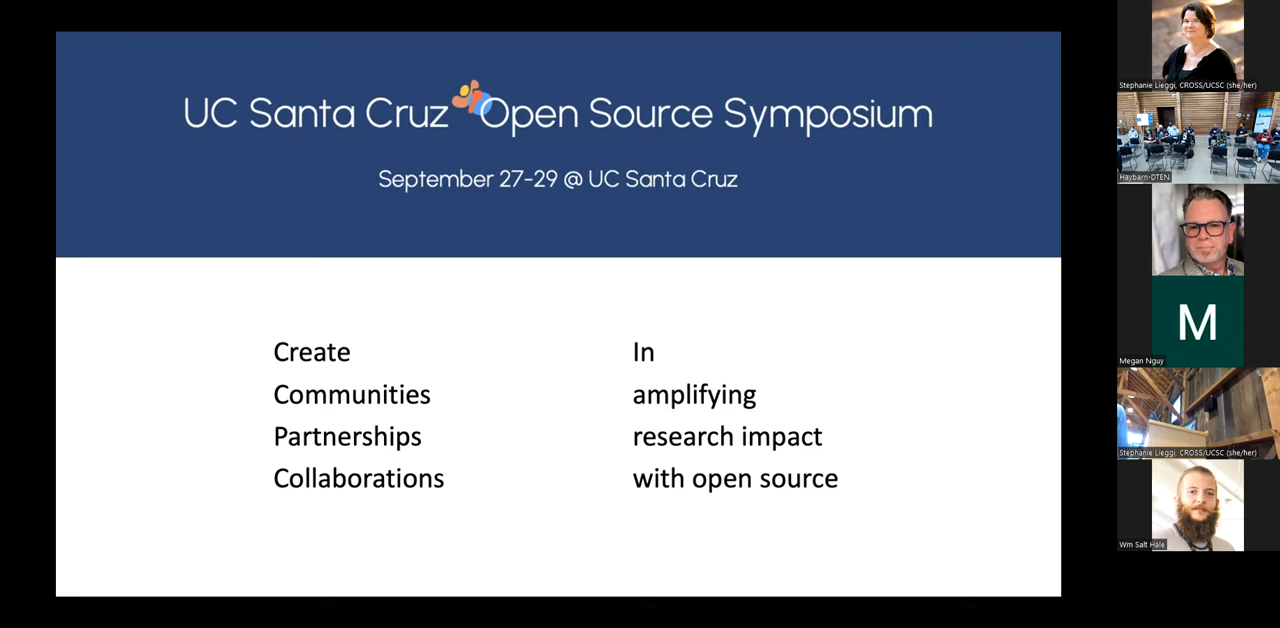 UC Santa Cruz Open Source Symposium
September 27-29 @ UC Santa Cruz
Create
Communities
Partnerships
Collaborations
In
amplifying
research impact
with open source
Stephanie Lieggi, CROSS/UCSC (she/her)
Haybarn-DTEN
M
Megan Nguy
Stephanie Lieggi, CROSS/UCSC (she/her)
Wm Salt Hale